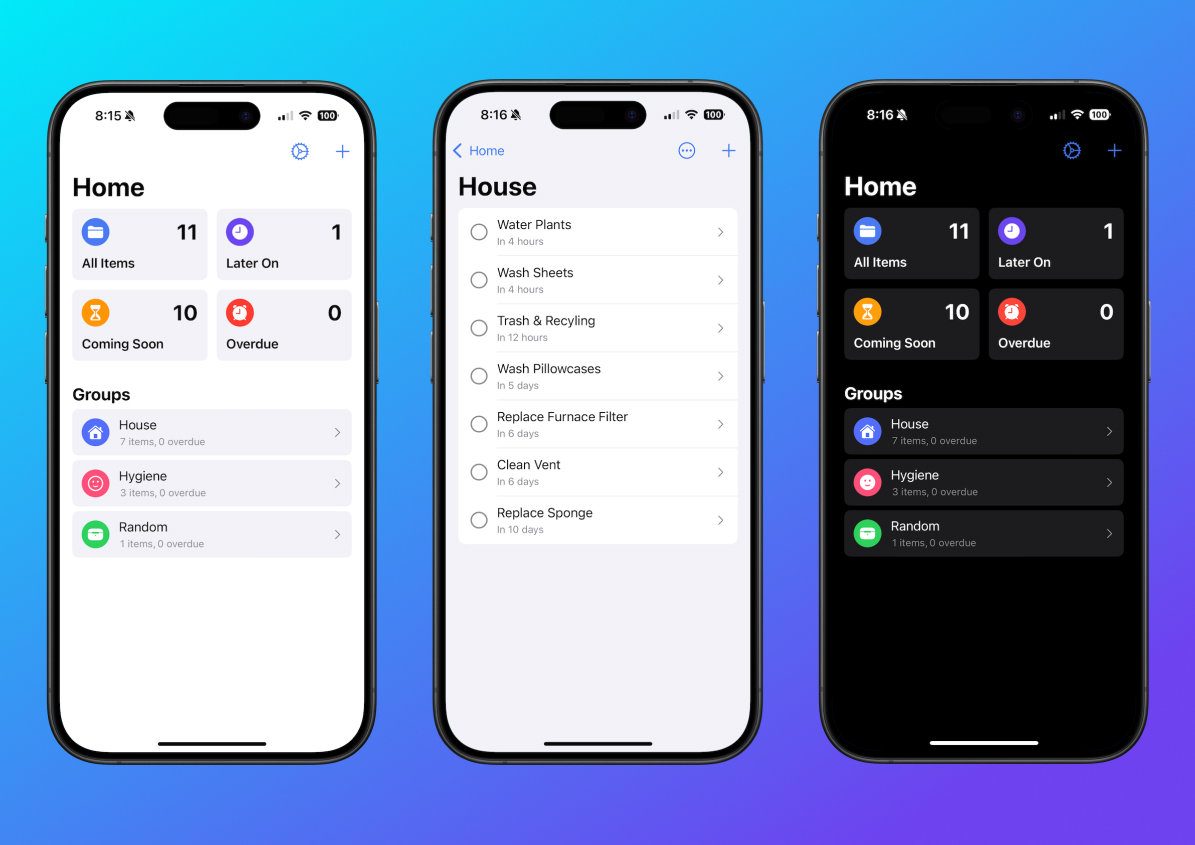 8:15
100
Home
11
All Items
1
Later On
10
Coming Soon
0
Overdue
Groups
House
7 items, 0 overdue
Hygiene
3 items, 0 overdue
Random
1 items, 0 overdue
8:16
100
Home
House
Water Plants
In 4 hours
Wash Sheets
In 4 hours
Trash & Recyling
In 12 hours
Wash Pillowcases
In 5 days
Replace Furnace Filter
In 6 days
Clean Vent
In 6 days
Replace Sponge
In 10 days
8:16
100
Home
11
All Items
1
Later On
10
Coming Soon
0
Overdue
Groups
House
7 items, 0 overdue
Hygiene
3 items, 0 overdue
Random
1 items, 0 overdue